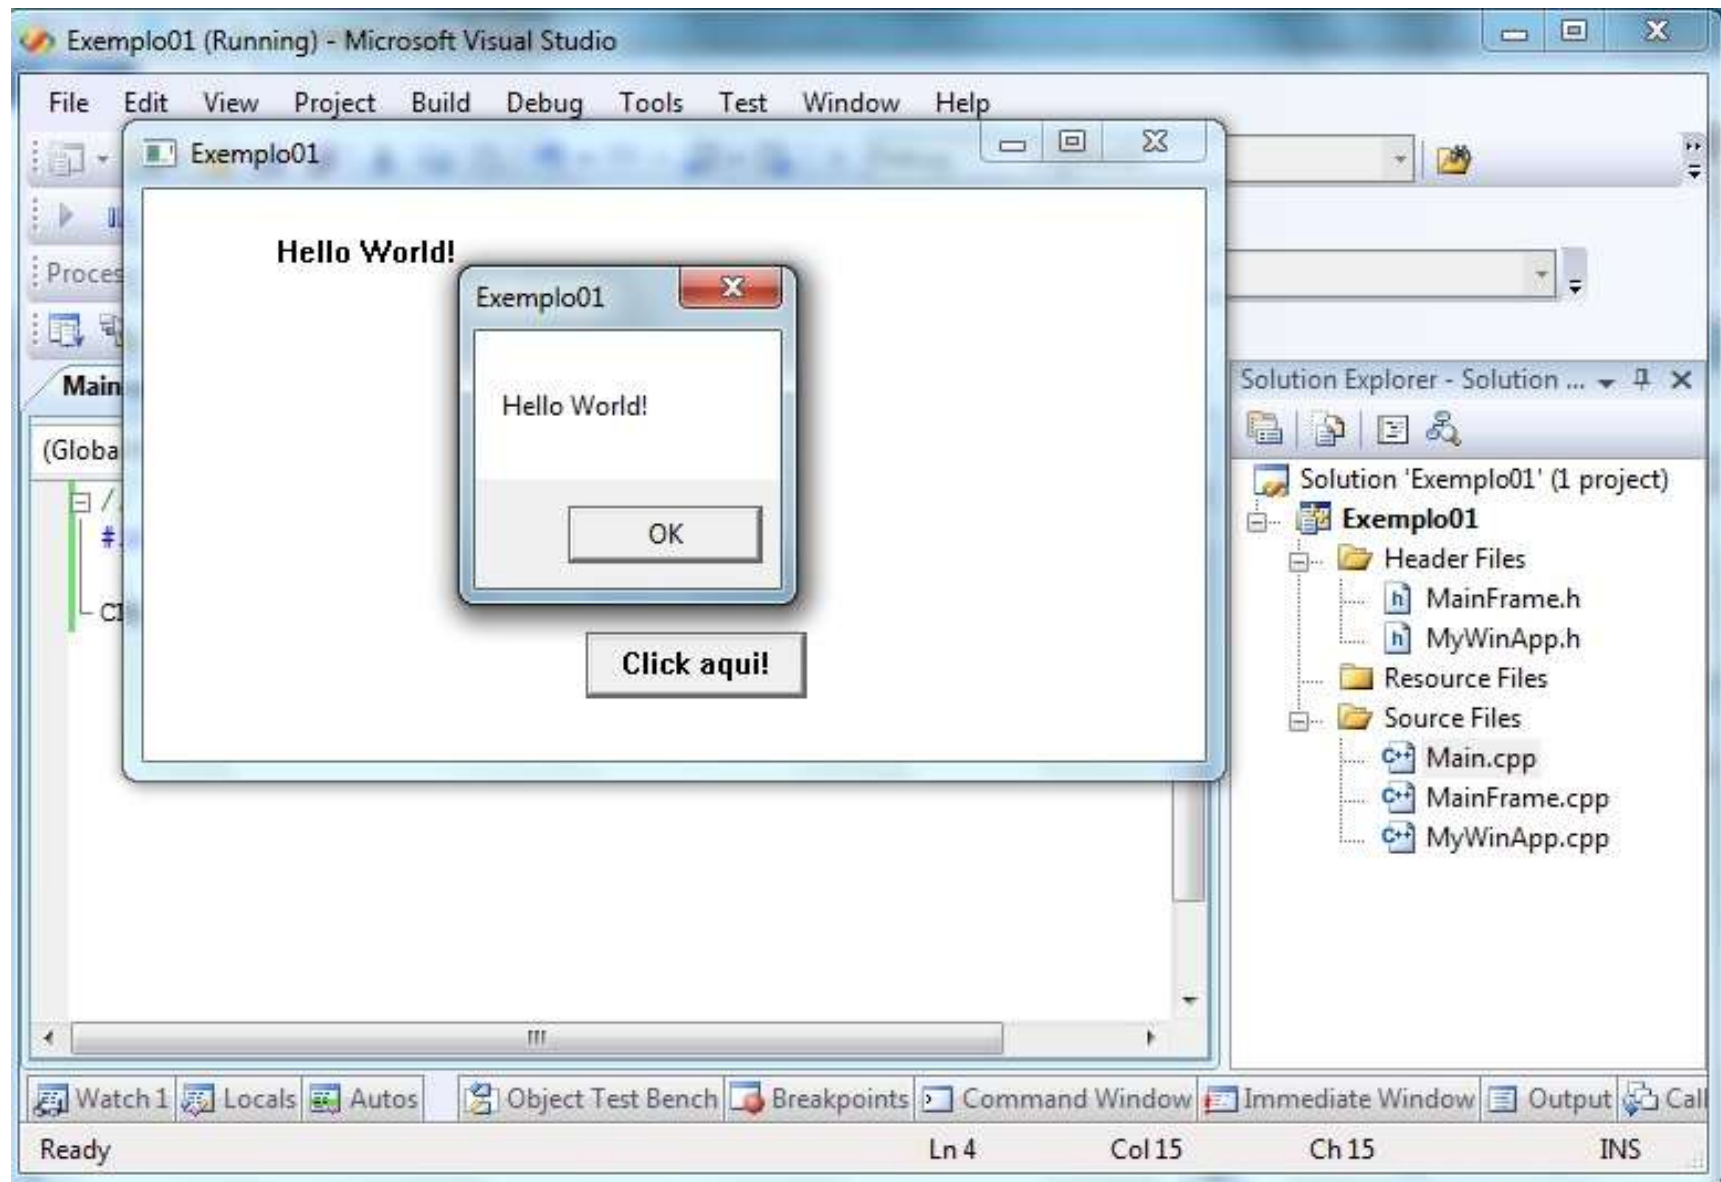 Exemplo01 (Running) - Microsoft Visual Studio
File Edit View Project Build Debug Tools Test Window Help
Exemplo01
Hello World!
Exemplo01
Hello World!
OK
Click aqui!
Proces
Main
(Globa
Solution Explorer - Solution ...
Solution 'Exemplo01' (1 project)
Exemplo01
Header Files
MainFrame.h
MyWinApp.h
Resource Files
Source Files
Main.cpp
MainFrame.cpp
MyWinApp.cpp
Watch 1 Locals Autos Object Test Bench Breakpoints Command Window Immediate Window Output Call
Ready Ln 4 Col 15 Ch 15 INS